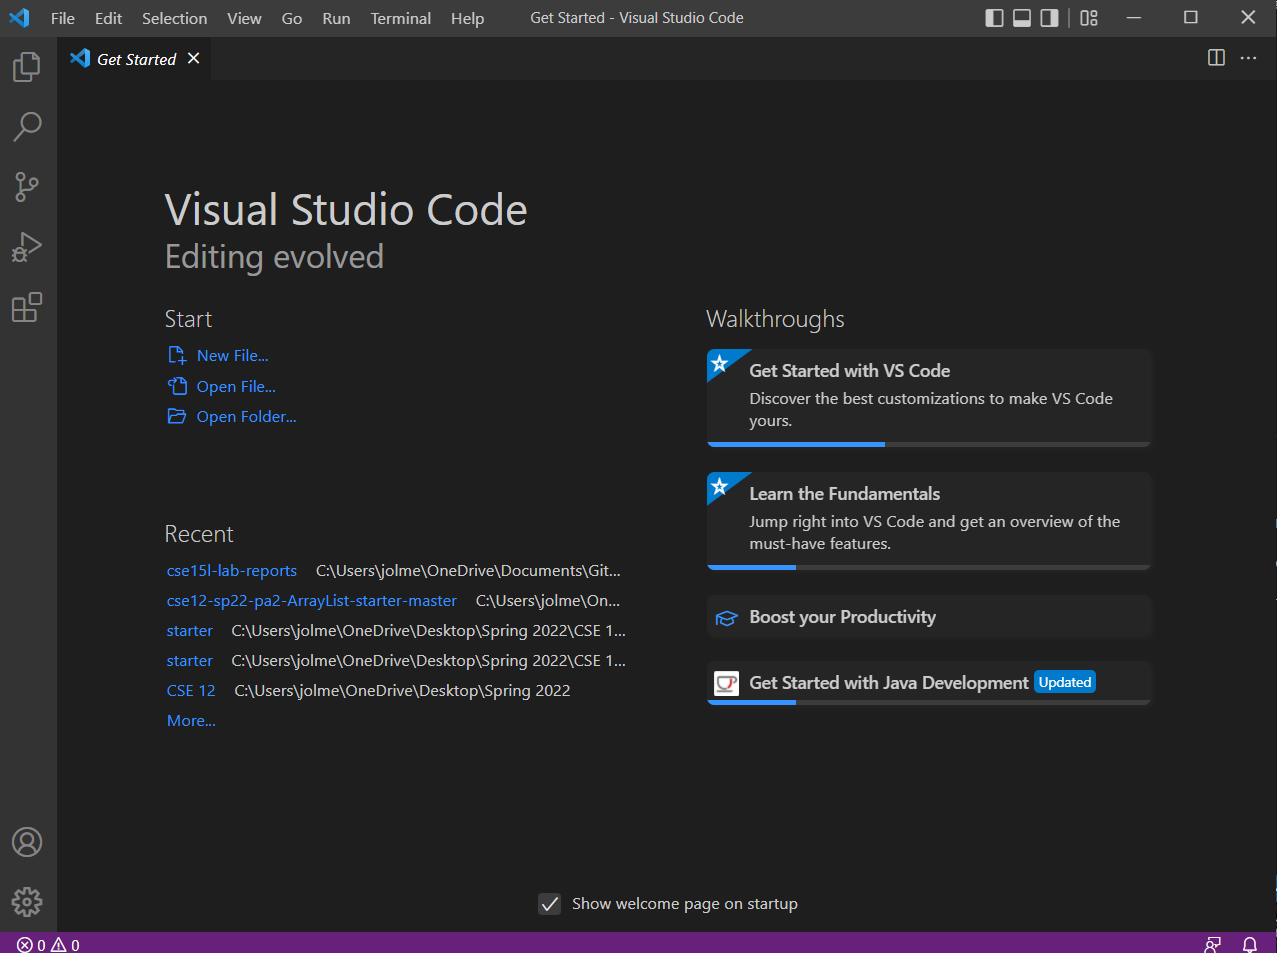 File Edit Selection View Go Run Terminal Help Get Started - Visual Studio Code
Get Started
Visual Studio Code
Editing evolved
Start
New File...
Open File...
Open Folder...
Recent
cse15l-lab-reports C:\Users\jolme\OneDrive\Documents\Git...
cse12-sp22-pa2-ArrayList-starter-master C:\Users\jolme\On...
starter C:\Users\jolme\OneDrive\Desktop\Spring 2022\CSE 1...
starter C:\Users\jolme\OneDrive\Desktop\Spring 2022\CSE 1...
CSE 12 C:\Users\jolme\OneDrive\Desktop\Spring 2022
More...
Walkthroughs
Get Started with VS Code
Discover the best customizations to make VS Code
yours.
Learn the Fundamentals
Jump right into VS Code and get an overview of the
must-have features.
Boost your Productivity
Get Started with Java Development Updated
Show welcome page on startup
0 0